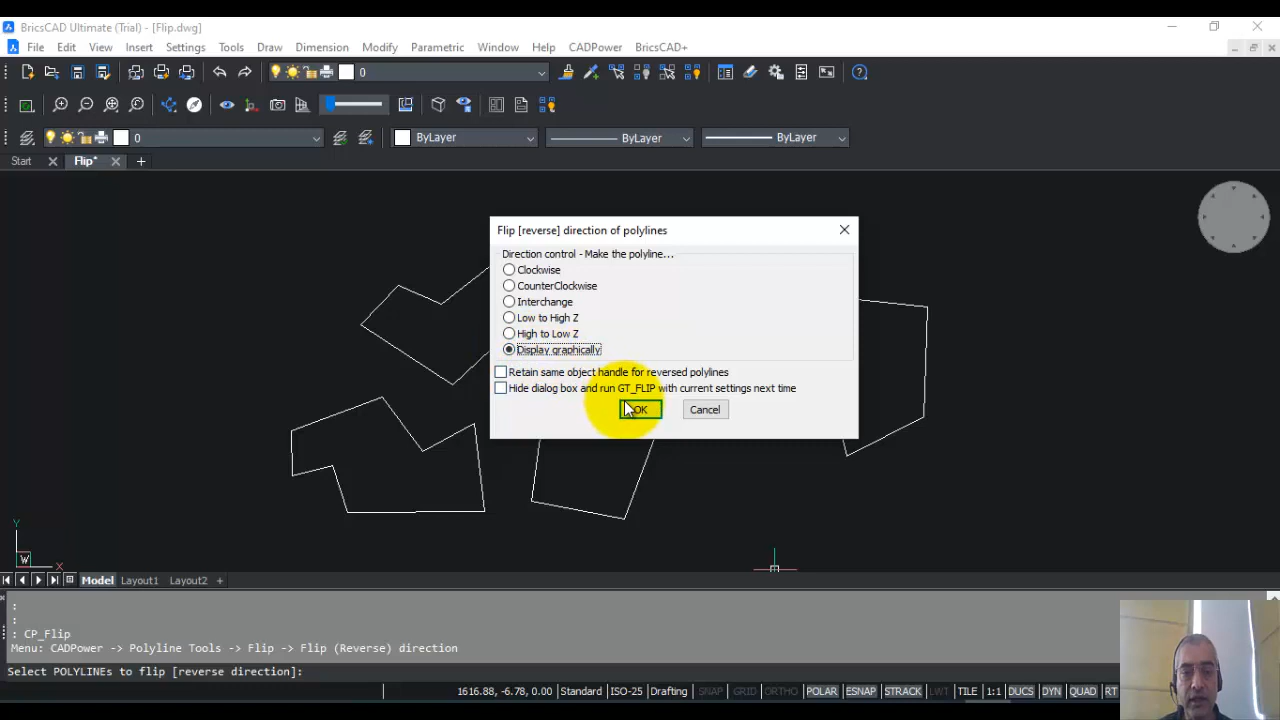 BricsCAD Ultimate (Trial) - [Flip.dwg]
File Edit View Insert Settings Tools Draw Dimension Modify Parametric Window Help CADPower BricsCAD+
0
0 ByLayer ByLayer ByLayer
Start Flip*
Flip [reverse] direction of polylines
Direction control - Make the polyline...
Clockwise
CounterClockwise
Interchange
Low to High Z
High to Low Z
Display graphically
Retain same object handle for reversed polylines
Hide dialog box and run GT_FLIP with current settings next time
OK Cancel
Y
W
X
Model Layout1 Layout2
:
:
: CP_Flip
Menu: CADPower -> Polyline Tools -> Flip -> Flip (Reverse) direction
Select POLYLINEs to flip [reverse direction]:
1616.88, -6.78, 0.00 Standard ISO-25 Drafting SNAP GRID ORTHO POLAR ESNAP STRACK LWT TILE 1:1 DUCS DYN QUAD RT